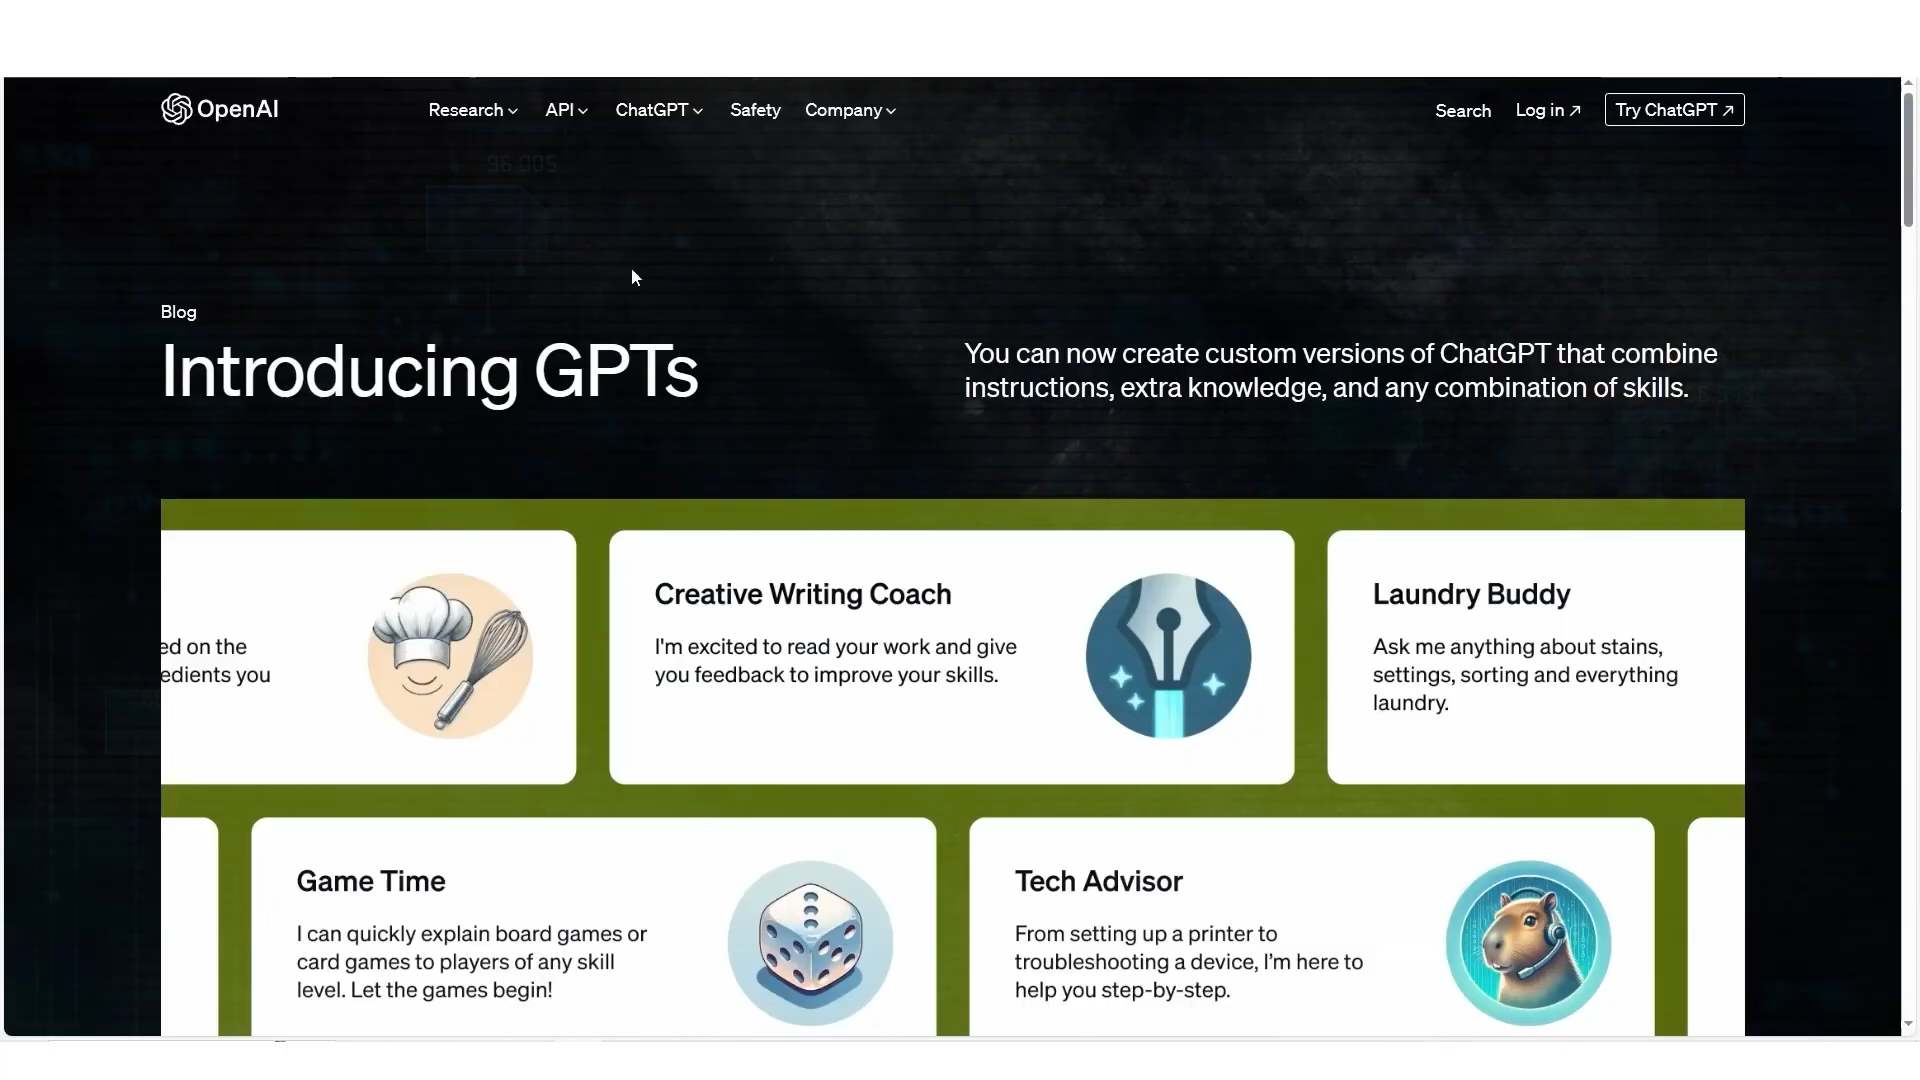 OpenAI
Research
API
ChatGPT
Safety
Company
Search
Log in ↗
Try ChatGPT ↗
96.005
Blog
Introducing GPTs
You can now create custom versions of ChatGPT that combine
instructions, extra knowledge, and any combination of skills.
ed on the
edients you
Creative Writing Coach
I'm excited to read your work and give
you feedback to improve your skills.
Laundry Buddy
Ask me anything about stains,
settings, sorting and everything
laundry.
Game Time
I can quickly explain board games or
card games to players of any skill
level. Let the games begin!
Tech Advisor
From setting up a printer to
troubleshooting a device, I’m here to
help you step-by-step.